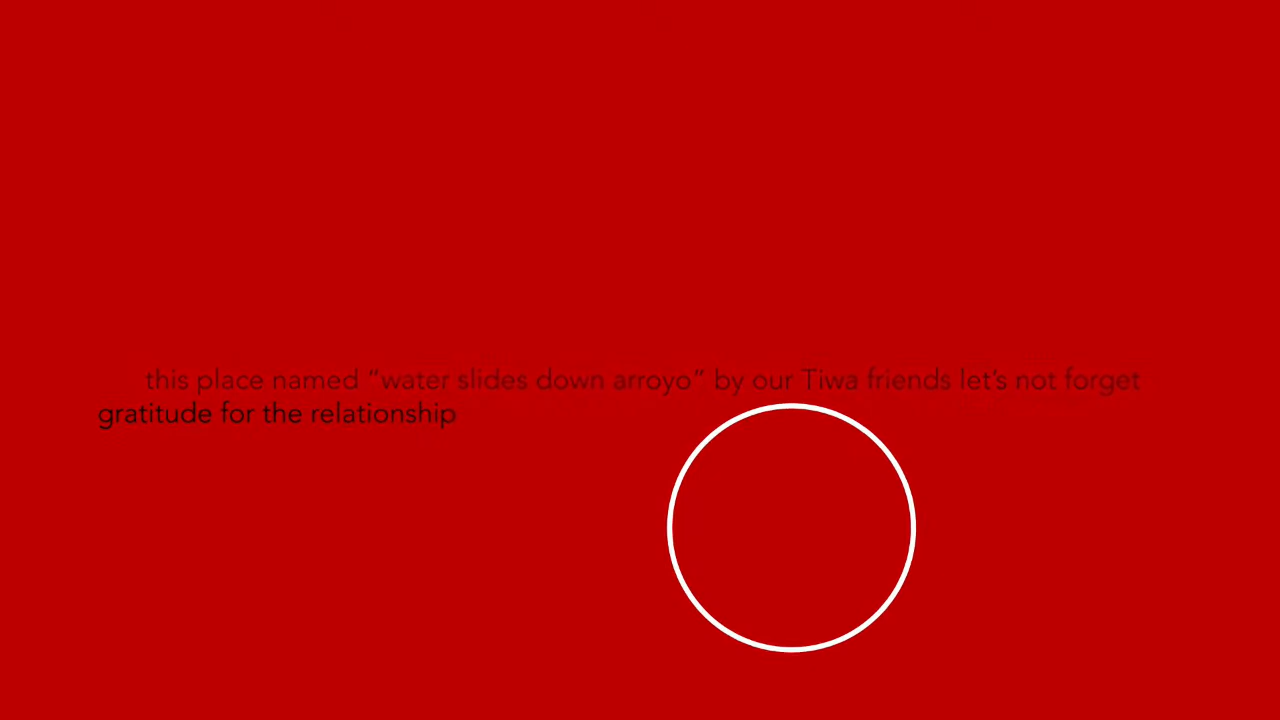 this place named “water slides down arroyo” by our Tiwa friends let’s not forget
gratitude for the relationship